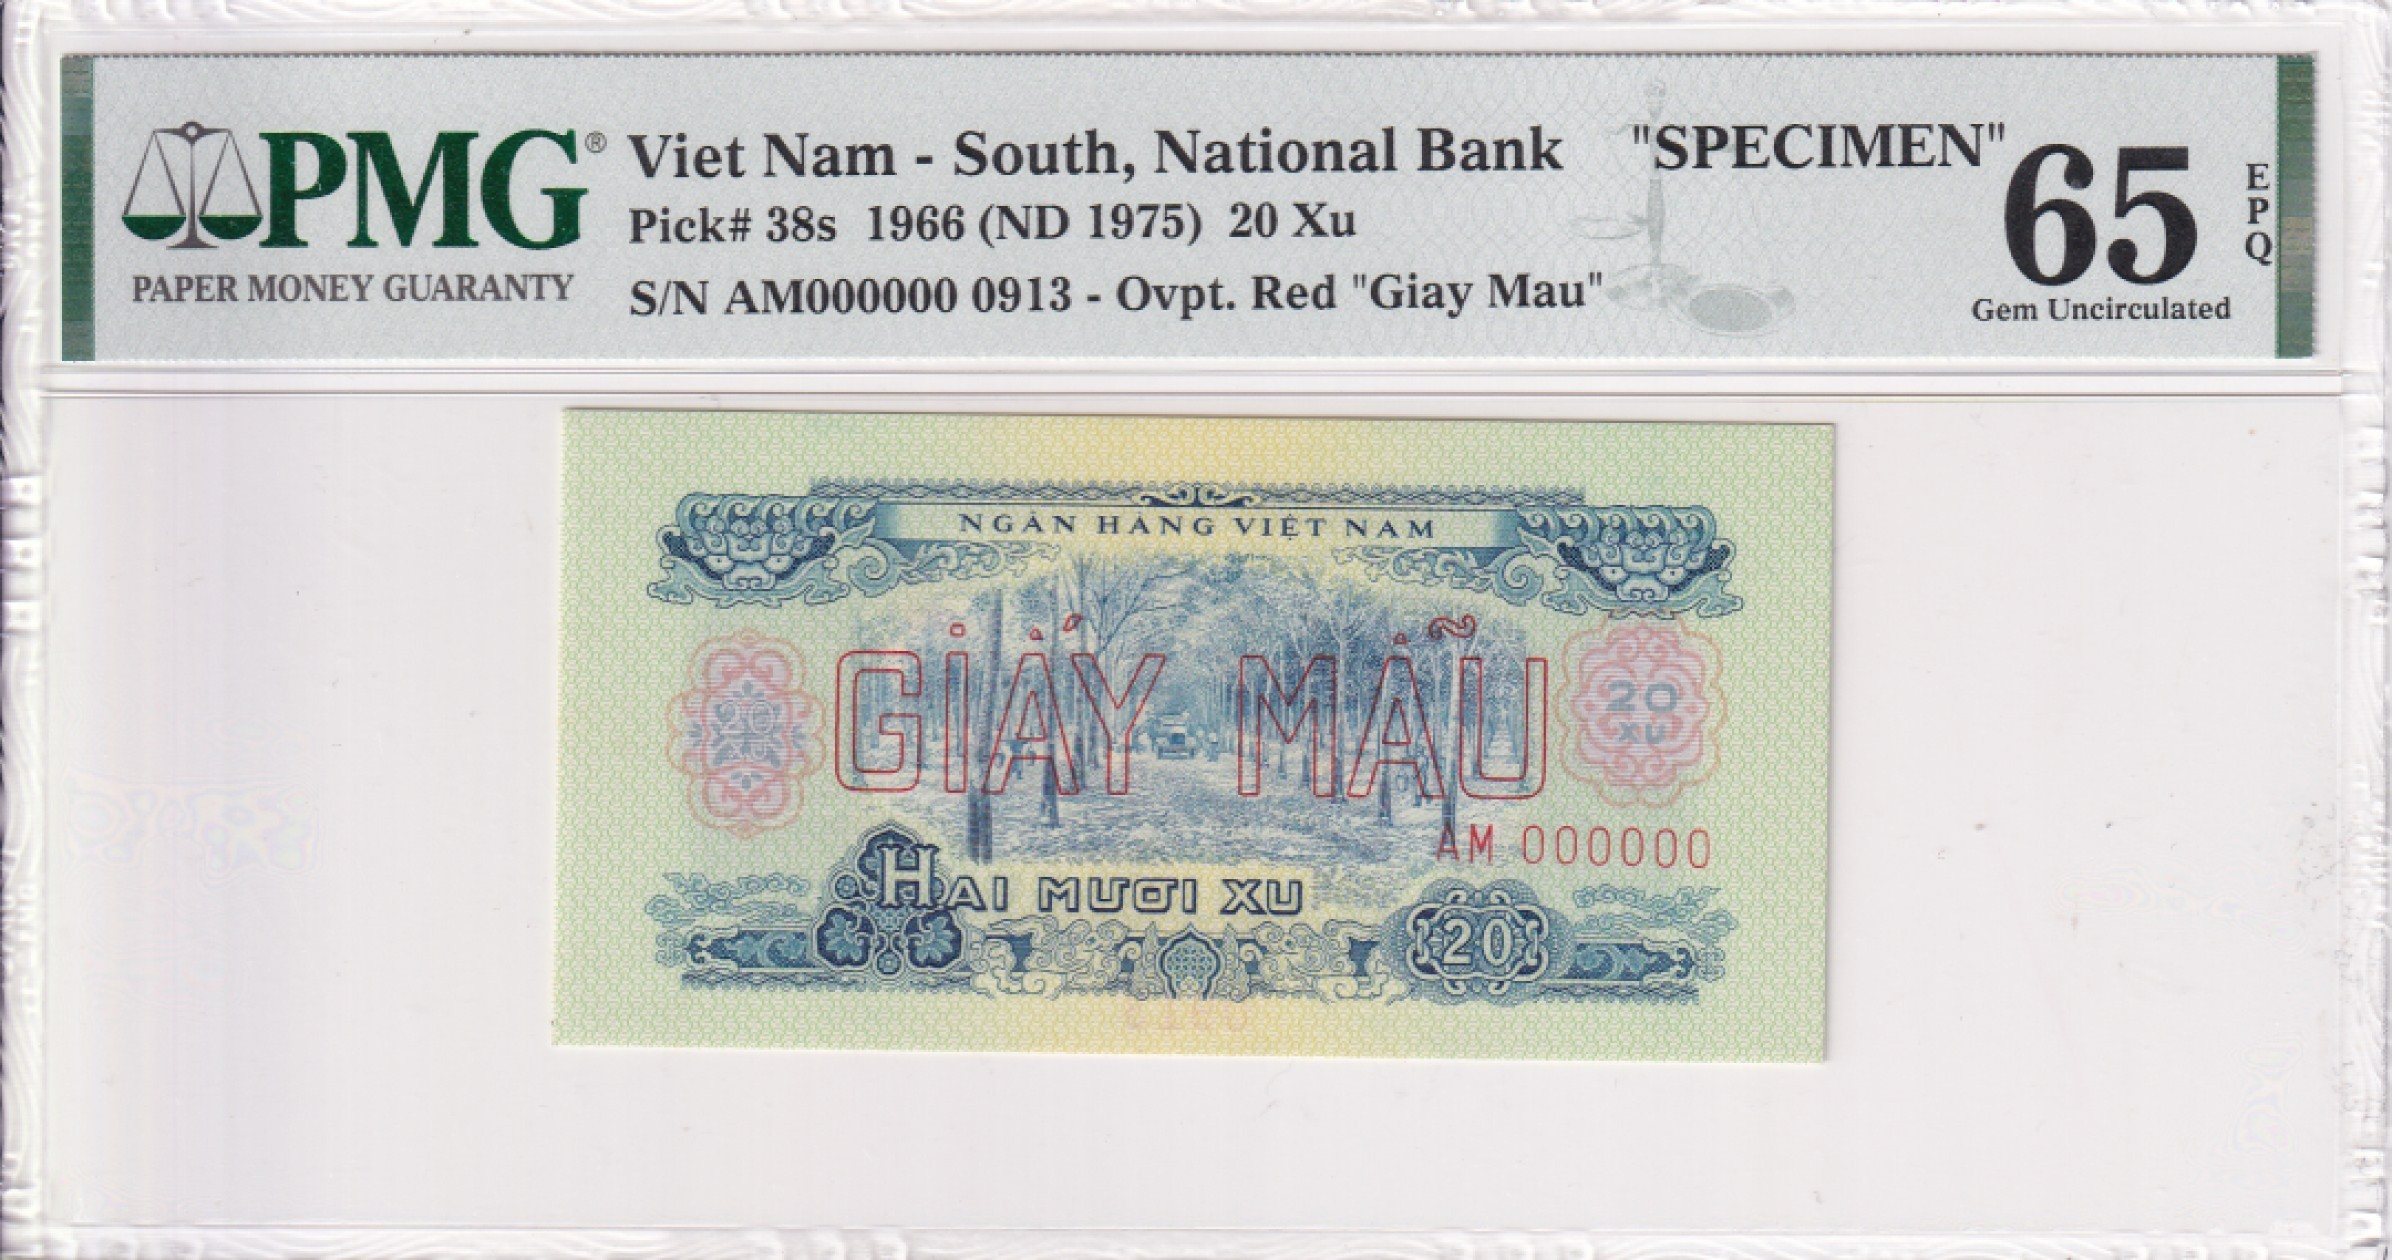 PMG®
PAPER MONEY GUARANTY
Viet Nam - South, National Bank
"SPECIMEN"
Pick# 38s 1966 (ND 1975) 20 Xu
S/N AM000000 0913 - Ovpt. Red "Giay Mau"
65
EPQ
Gem Uncirculated
NGÂN HÀNG VIỆT NAM
GIẤY MẪU
20
XU
20
XU
AM 000000
HAI MƯƠI XU
20